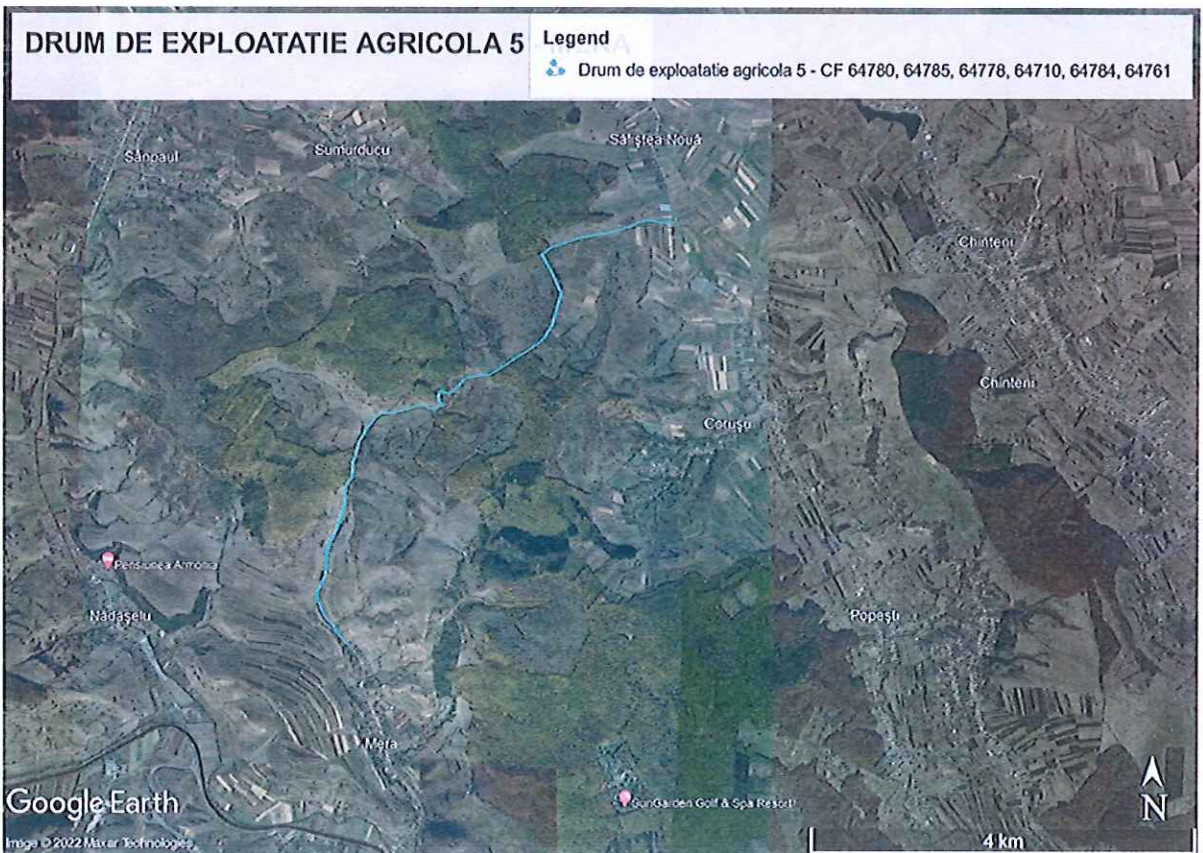 DRUM DE EXPLOATATIE AGRICOLA 5
Legend
Drum de exploatatie agricola 5 - CF 64780, 64785, 64778, 64710, 64784, 64761
Sânpaul
Sumurducu
Săliștea Nouă
Chinteni
Chinteni
Corușu
Pensiunea Armonia
Nădășelu
Popești
Mera
SunGarden Golf & Spa Resort
Google Earth
Image © 2022 Maxar Technologies
N
4 km